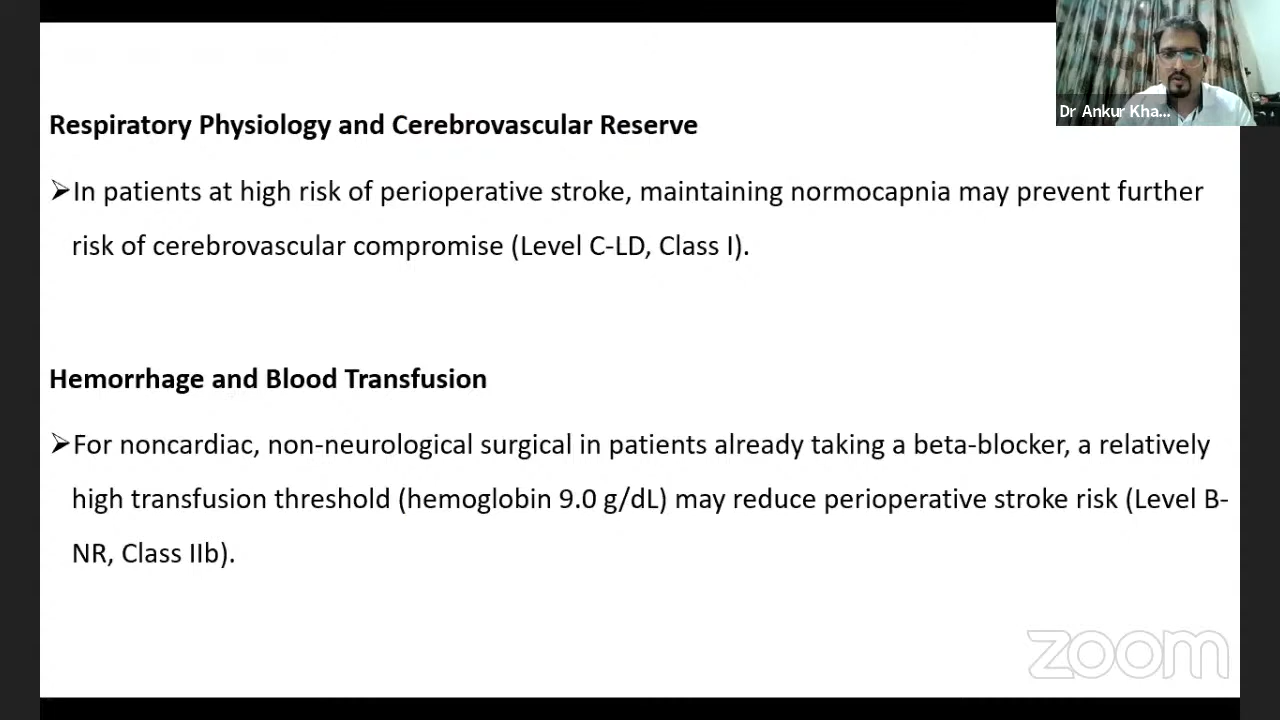 Dr Ankur Kha...
Respiratory Physiology and Cerebrovascular Reserve
➢In patients at high risk of perioperative stroke, maintaining normocapnia may prevent further
risk of cerebrovascular compromise (Level C-LD, Class I).
Hemorrhage and Blood Transfusion
➢For noncardiac, non-neurological surgical in patients already taking a beta-blocker, a relatively
high transfusion threshold (hemoglobin 9.0 g/dL) may reduce perioperative stroke risk (Level B-
NR, Class IIb).
zoom